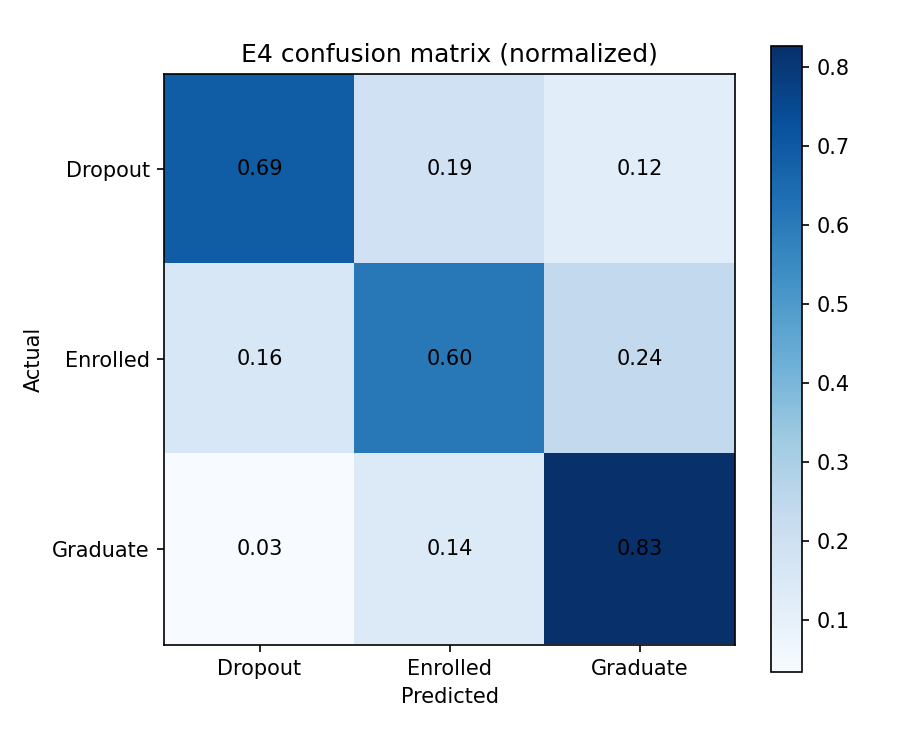 E4 confusion matrix (normalized)
0.8
Dropout 0.69 0.19 0.12
0.7
0.6
0.5
Actual
Enrolled 0.16 0.60 0.24
0.4
0.3
Graduate 0.03 0.14 0.83
0.2
0.1
Dropout Enrolled Graduate
Predicted